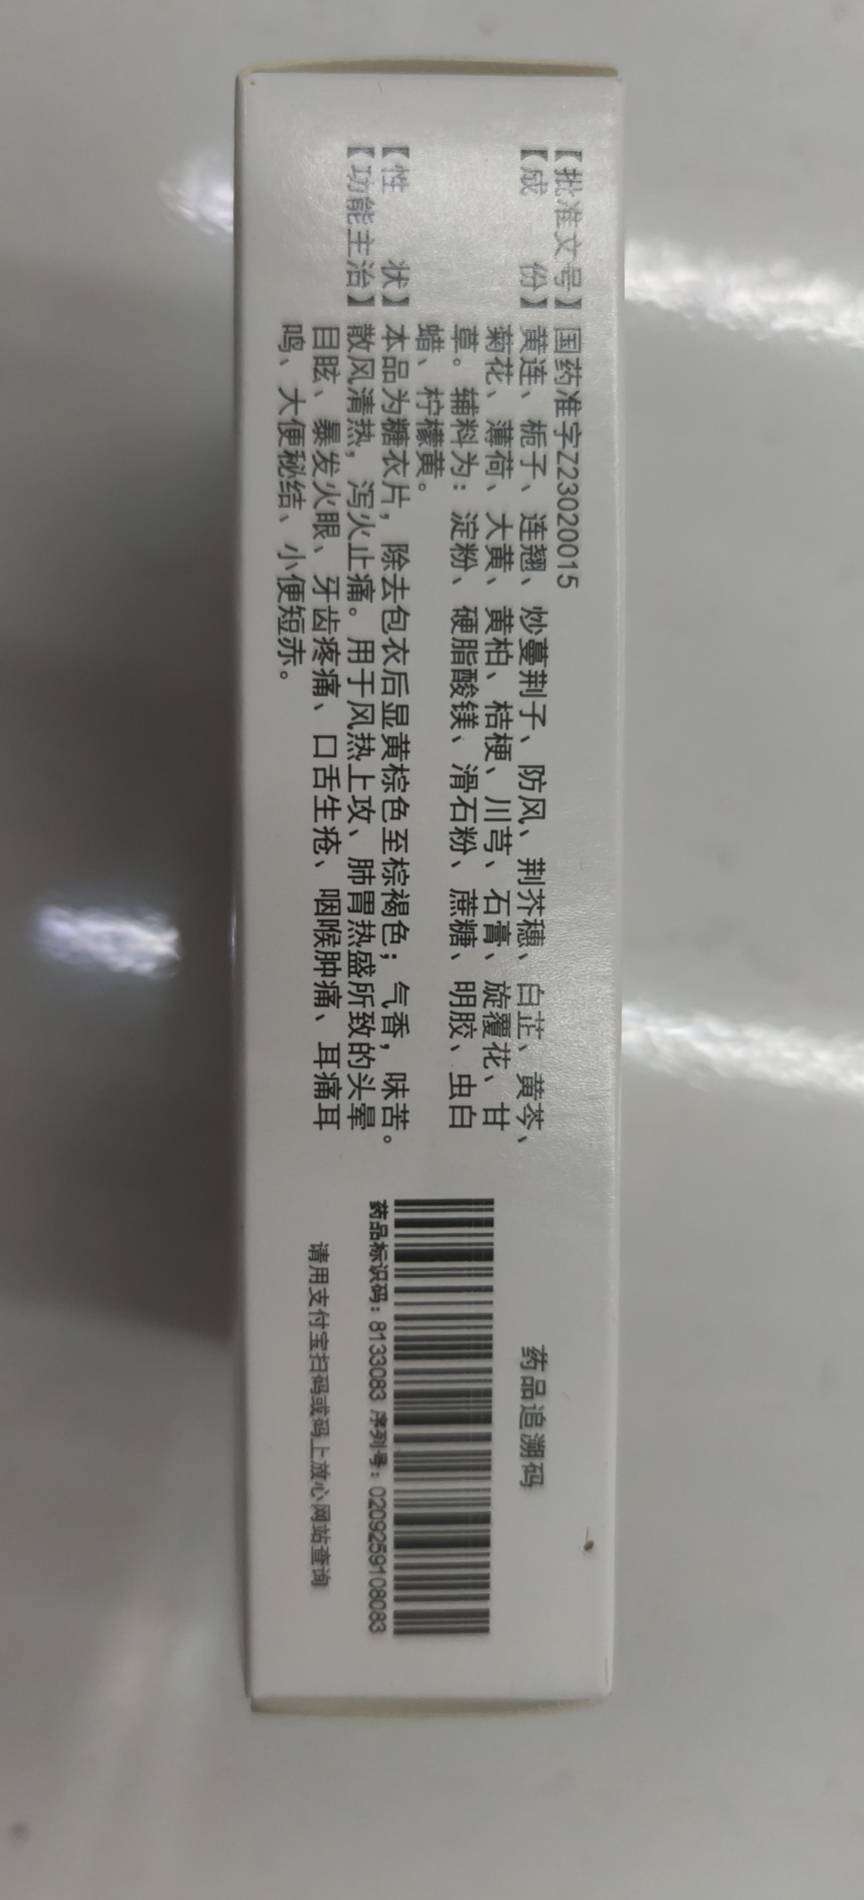 【批准文号】国药准字Z23020015
【成 份】黄连、栀子、连翘、炒蔓荆子、防风、荆芥穗、白芷、黄芩、
菊花、薄荷、大黄、黄柏、桔梗、川芎、石膏、旋覆花、甘
草。辅料为：淀粉、硬脂酸镁、滑石粉、蔗糖、明胶、虫白
蜡、柠檬黄。
【性 状】本品为糖衣片，除去包衣后显黄棕色至棕褐色；气香，味苦。
【功能主治】散风清热，泻火止痛。用于风热上攻、肺胃热盛所致的头晕
目眩、暴发火眼、牙齿疼痛、口舌生疮、咽喉肿痛、耳痛耳
鸣、大便秘结、小便短赤。
药品追溯码
药品标识码：8133083 序列号：0209259108083
请用支付宝扫码或码上放心网站查询